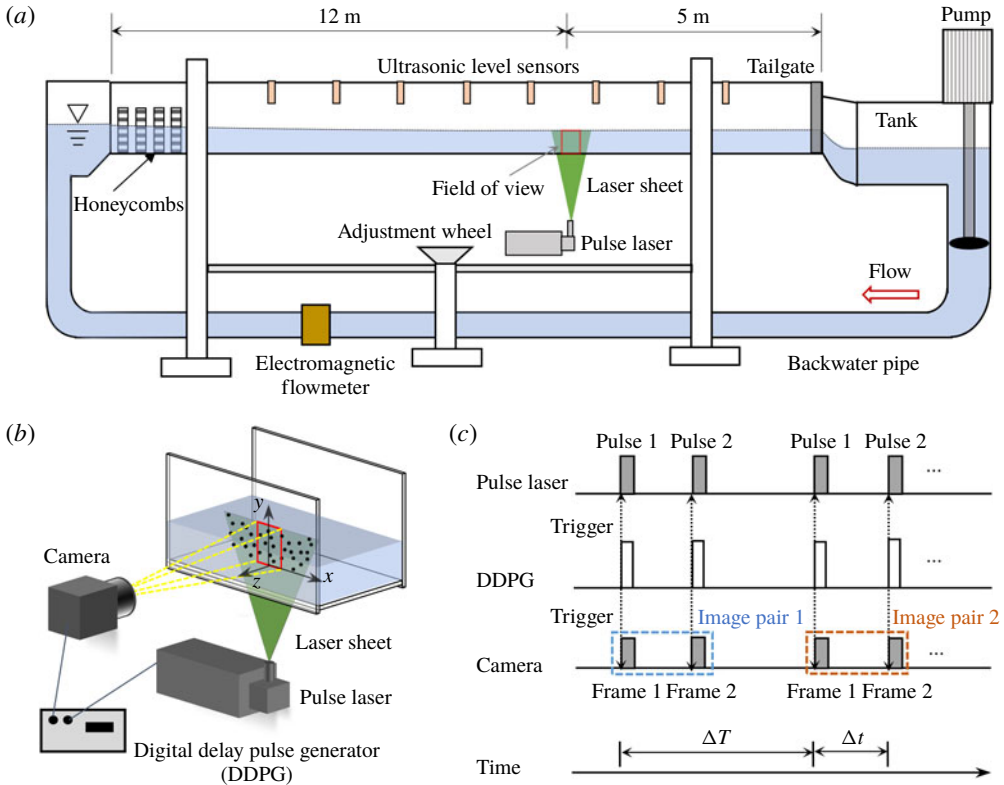 (a)
12 m
5 m
Pump
Ultrasonic level sensors
Tailgate
Tank
Field of view
Laser sheet
Honeycombs
Adjustment wheel
Pulse laser
Flow
Electromagnetic
flowmeter
Backwater pipe
(b)
y
x
z
Camera
Laser sheet
Pulse laser
Digital delay pulse generator
(DDPG)
(c)
Pulse 1 Pulse 2 Pulse 1 Pulse 2
Pulse laser
...
Trigger
DDPG
...
Trigger
Image pair 1 Image pair 2
Camera
...
Frame 1 Frame 2 Frame 1 Frame 2
ΔT Δt
Time